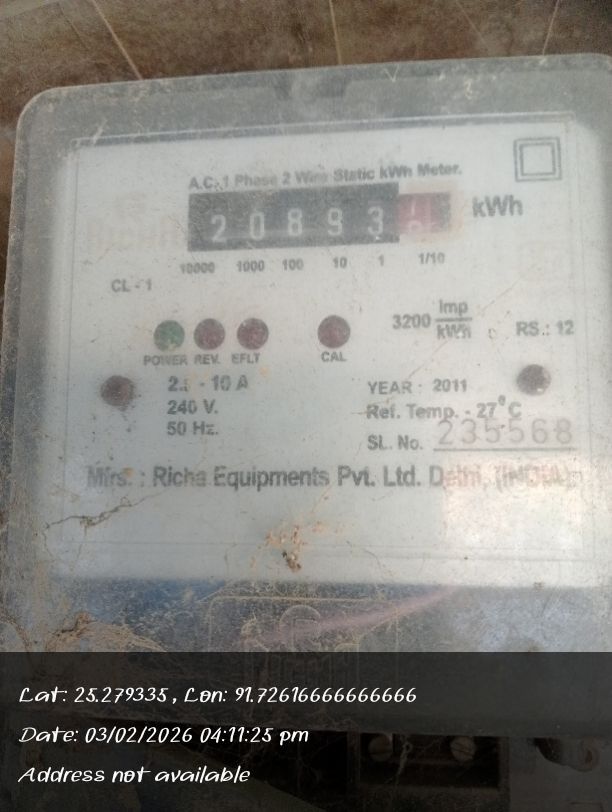 A.C. 1 Phase 2 Wire Static kWh Meter.
20893 kWh
10000 1000 100 10 1 1/10
CL - 1
3200 Imp
kWh
RS.: 12
POWER REV. EFLT CAL
- 10 A
240 V.
50 Hz.
YEAR : 2011
Ref. Temp. - 27°C
SL. No. 235568
Mfrs. : Richa Equipments Pvt. Ltd. Delhi, (INDIA)
Lat: 25.279335 , Lon: 91.72616666666666
Date: 03/02/2026 04:11:25 pm
Address not available